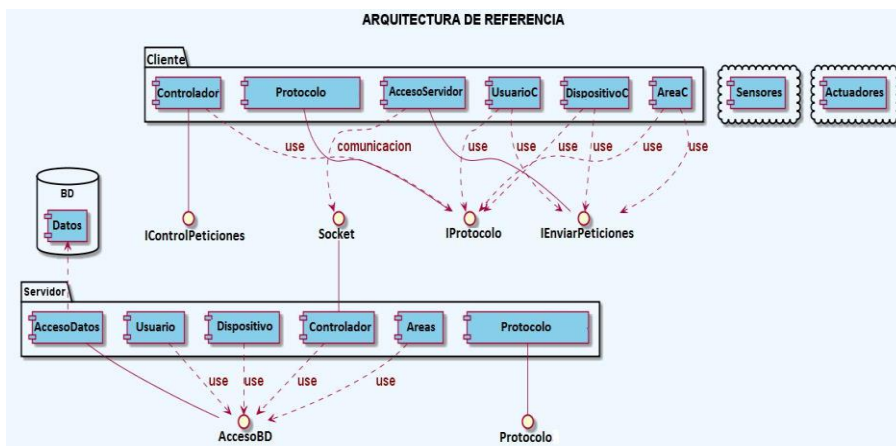 ARQUITECTURA DE REFERENCIA
Cliente
Controlador
Protocolo
AccesoServidor
UsuarioC
DispositivoC
AreaC
Sensores
Actuadores
use
comunicacion
use
use
use
use
use
BD
Datos
IControlPeticiones
Socket
IProtocolo
IEnviarPeticiones
Servidor
AccesoDatos
Usuario
Dispositivo
Controlador
Areas
Protocolo
use
use
use
use
AccesoBD
Protocolo